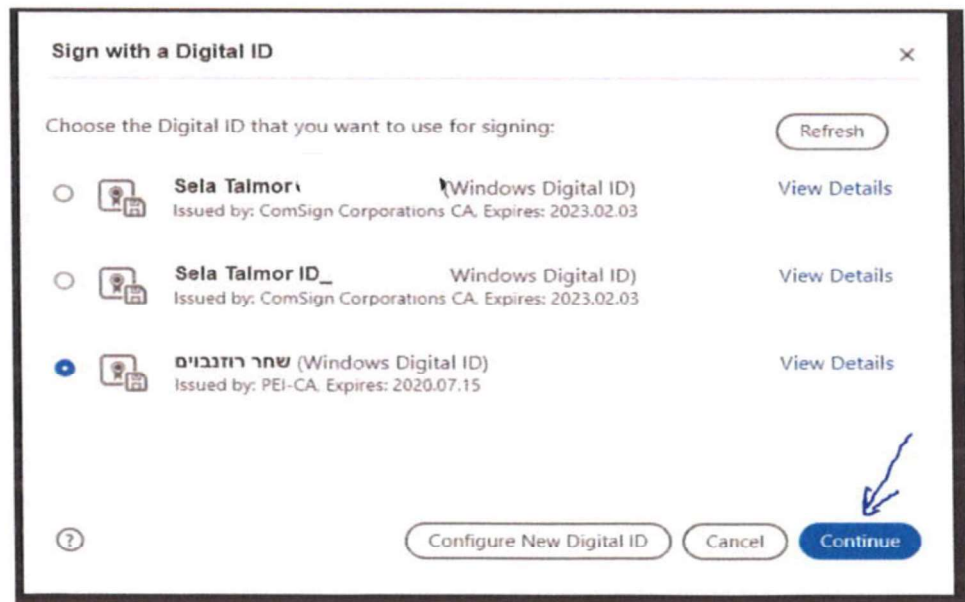 Sign with a Digital ID
Choose the Digital ID that you want to use for signing:
Refresh
Sela Talmor (Windows Digital ID)
View Details
Issued by: ComSign Corporations CA. Expires: 2023.02.03
Sela Talmor ID_ Windows Digital ID)
View Details
Issued by: ComSign Corporations CA. Expires: 2023.02.03
שחר רוזנבוים (Windows Digital ID)
View Details
Issued by: PEI-CA. Expires: 2020.07.15
?
Configure New Digital ID
Cancel
Continue